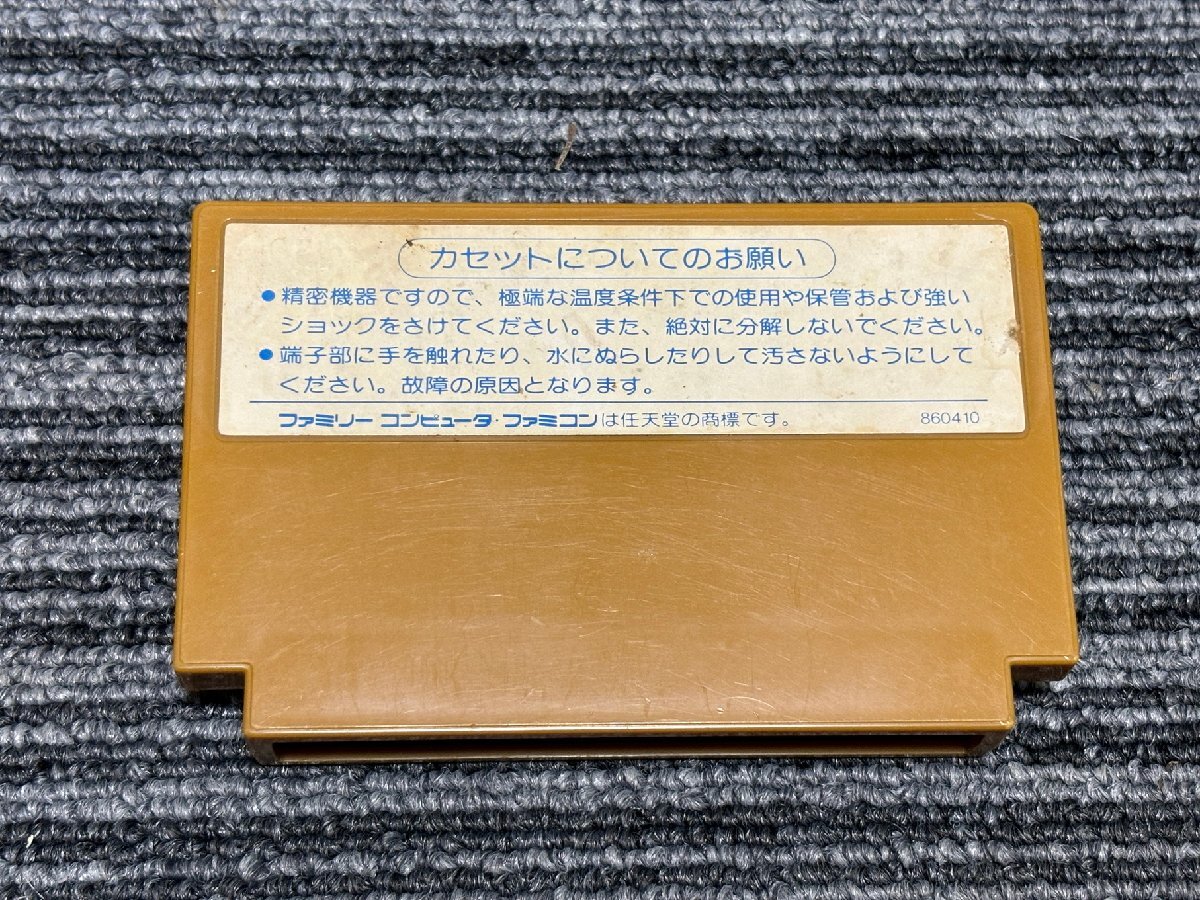 カセットについてのお願い
●精密機器ですので、極端な温度条件下での使用や保管および強い
ショックをさけてください。また、絶対に分解しないでください。
●端子部に手を触れたり、水にぬらしたりして汚さないようにして
ください。故障の原因となります。
ファミリー コンピュータ・ファミコンは任天堂の商標です。 860410